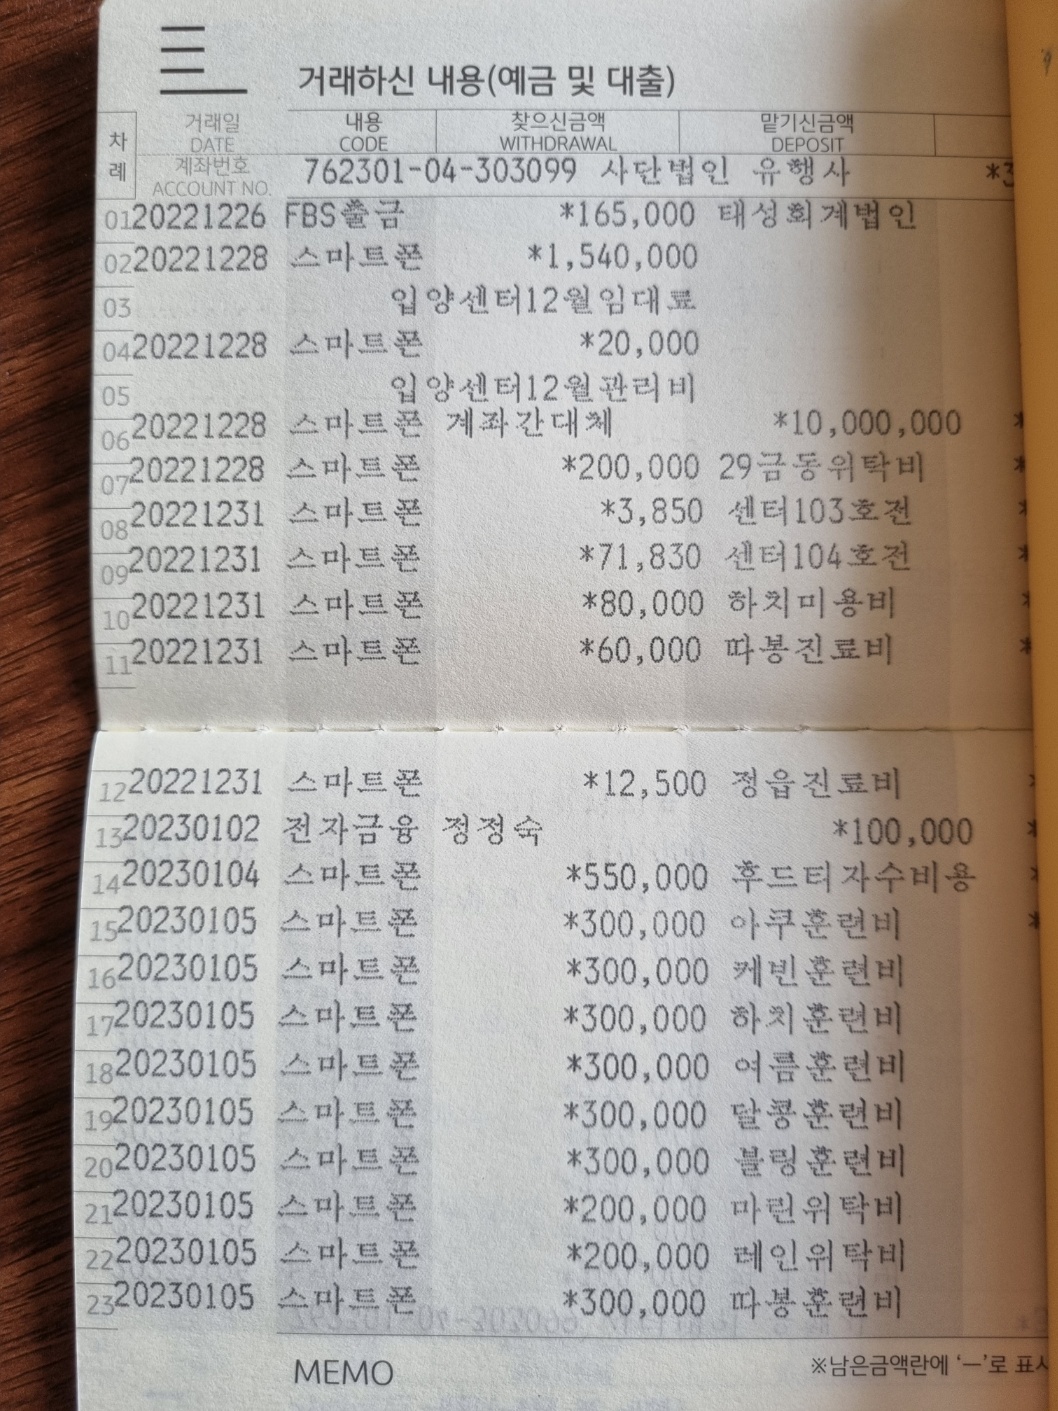 거래하신 내용(예금 및 대출)
차례 거래일 DATE 내용 CODE 찾으신금액 WITHDRAWAL 맡기신금액 DEPOSIT
계좌번호 ACCOUNT NO. 762301-04-303099 사단법인 유행사 *3
01 20221226 FBS출금 *165,000 태성회계법인
02 20221228 스마트폰 *1,540,000
03 입양센터12월임대료
04 20221228 스마트폰 *20,000
05 입양센터12월관리비
06 20221228 스마트폰 계좌간대체 *10,000,000 *
07 20221228 스마트폰 *200,000 29금동위탁비 *
08 20221231 스마트폰 *3,850 센터103호전 *
09 20221231 스마트폰 *71,830 센터104호전 *
10 20221231 스마트폰 *80,000 하치미용비 *
11 20221231 스마트폰 *60,000 따봉진료비 *
12 20221231 스마트폰 *12,500 정읍진료비 *
13 20230102 전자금융 정정숙 *100,000 *
14 20230104 스마트폰 *550,000 후드티자수비용 *
15 20230105 스마트폰 *300,000 아쿠훈련비 *
16 20230105 스마트폰 *300,000 케빈훈련비
17 20230105 스마트폰 *300,000 하치훈련비
18 20230105 스마트폰 *300,000 여름훈련비
19 20230105 스마트폰 *300,000 달콩훈련비
20 20230105 스마트폰 *300,000 블링훈련비
21 20230105 스마트폰 *200,000 마린위탁비
22 20230105 스마트폰 *200,000 레인위탁비
23 20230105 스마트폰 *300,000 따봉훈련비
MEMO ※남은금액란에 '—'로 표시